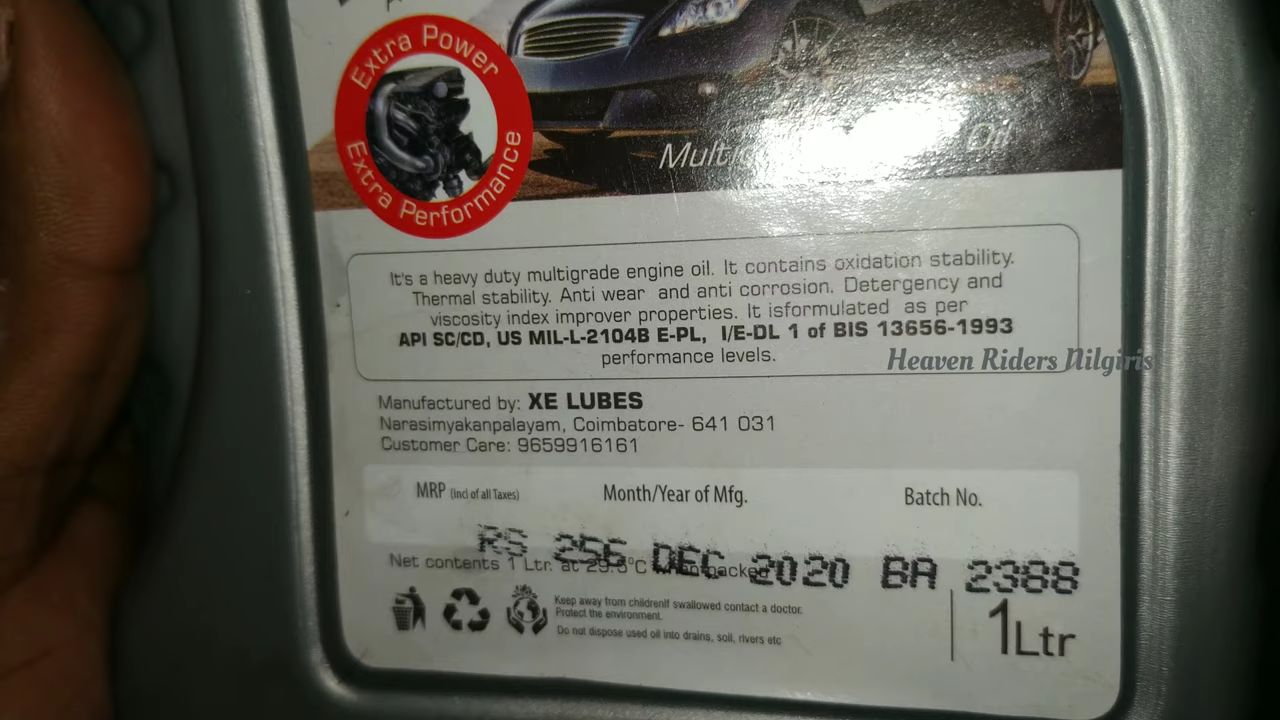 Extra Power
Extra Performance
Oil
It's a heavy duty multigrade engine oil. It contains oxidation stability.
Thermal stability. Anti wear and anti corrosion. Detergency and
viscosity index improver properties. It isformulated as per
API SC/CD, US MIL-L-2104B E-PL, I/E-DL 1 of BIS 13656-1993
performance levels.
Heaven Riders Nilgiris
Manufactured by: XE LUBES
Narasimyakanpalayam, Coimbatore- 641 031
Customer Care: 9659916161
MRP (incl of all Taxes) Month/Year of Mfg. Batch No.
RS 256 DEC 2020 BA 2388
Net contents 1 Ltr. at 29.5°C
Keep away from childrenIf swallowed contact a doctor.
Protect the environment.
Do not dispose used oil into drains, soil, rivers etc
1Ltr